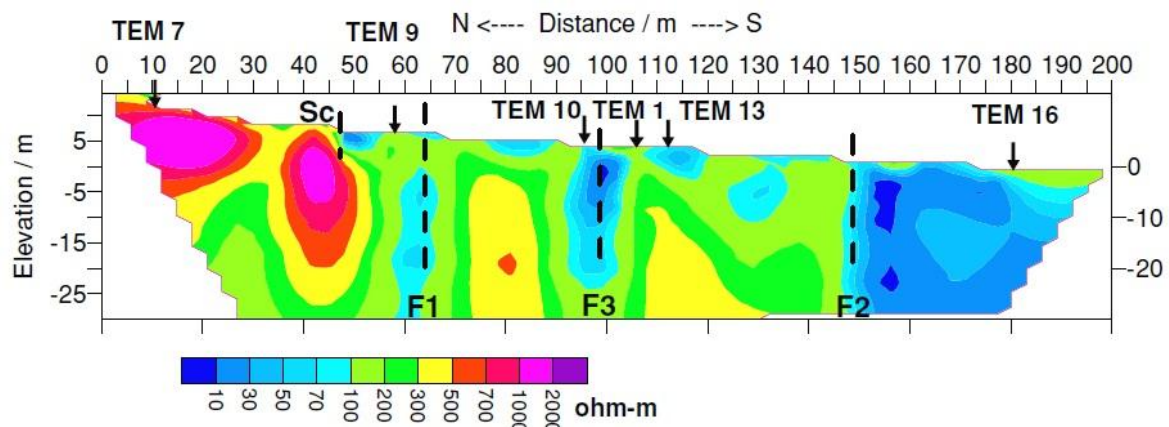 N <---- Distance / m ----> S
TEM 7
TEM 9
0 10 20 30 40 50 60 70 80 90 100 110 120 130 140 150 160 170 180 190 200
Sc
TEM 10
TEM 1
TEM 13
TEM 16
Elevation / m
5
-5
-15
-25
-0
-10
-20
F1
F3
F2
10 30 50 70 100 200 300 500 700 1000 2000
ohm-m